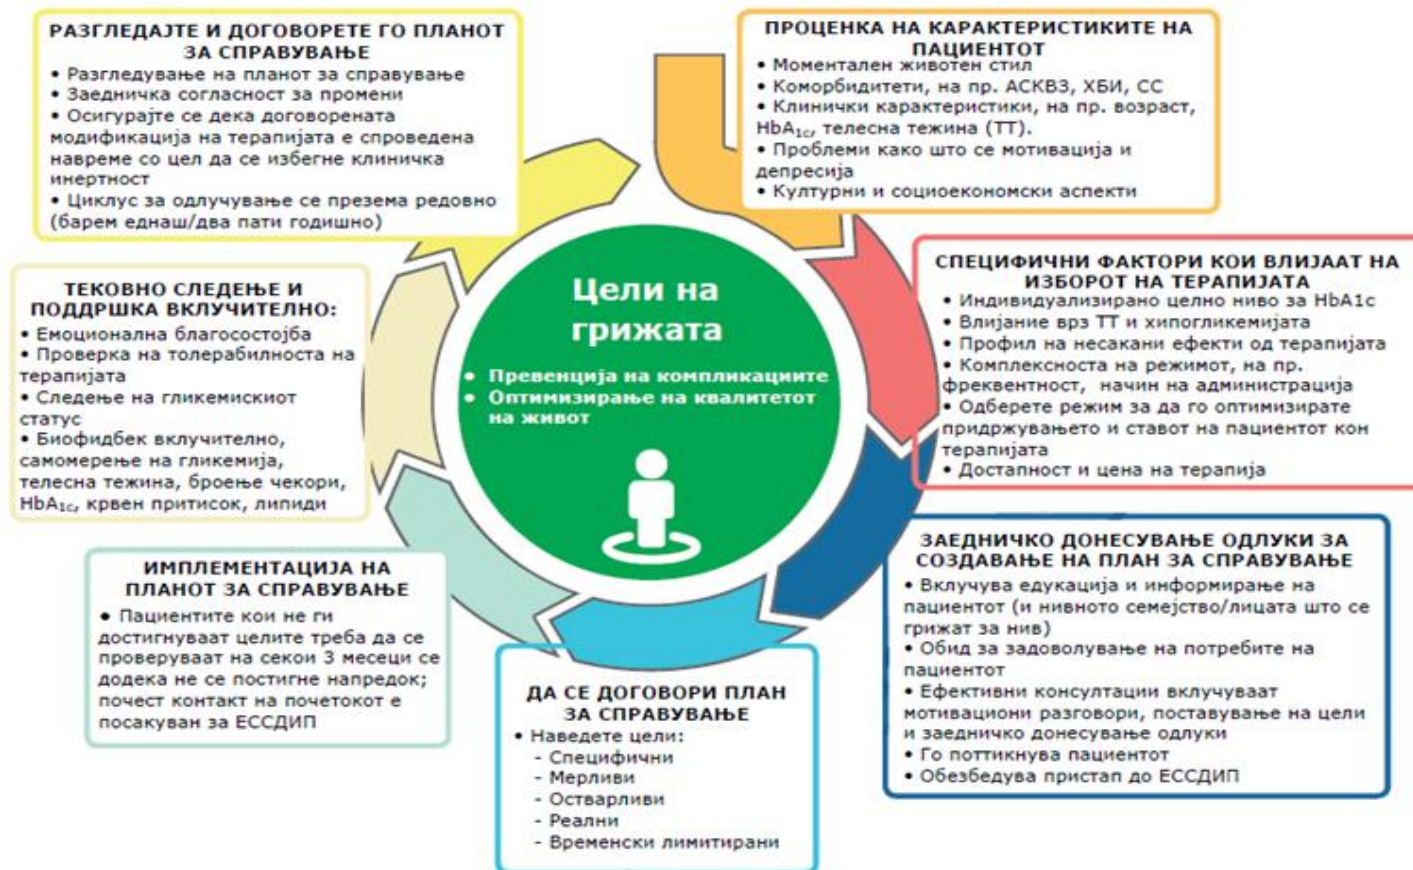 РАЗГЛЕДАЈТЕ И ДОГОВОРЕТЕ ГО ПЛАНОТ
ЗА СПРАВУВАЊЕ
• Разгледување на планот за справување
• Заедничка согласност за промени
• Осигурајте се дека договорената
модификација на терапијата е спроведена
навреме со цел да се избегне клиничка
инертност
• Циклус за одлучување се презема редовно
(барем еднаш/два пати годишно)
ПРОЦЕНКА НА КАРАКТЕРИСТИКИТЕ НА
ПАЦИЕНТОТ
• Моментален животен стил
• Коморбидитети, на пр. АСКВЗ, ХБИ, СС
• Клинички карактеристики, на пр. возраст,
HbA1c, телесна тежина (ТТ).
• Проблеми како што се мотивација и
депресија
• Културни и социоекономски аспекти
СПЕЦИФИЧНИ ФАКТОРИ КОИ ВЛИЈААТ НА
ИЗБОРОТ НА ТЕРАПИЈАТА
• Индивидуализирано целно ниво за HbA1c
• Влијание врз ТТ и хипогликемијата
• Профил на несакани ефекти од терапијата
• Комплексноста на режимот, на пр.
фреквентност, начин на администрација
• Одберете режим за да го оптимизирате
придржувањето и ставот на пациентот кон
терапијата
• Достапност и цена на терапија
ЗАЕДНИЧКО ДОНЕСУВАЊЕ ОДЛУКИ ЗА
СОЗДАВАЊЕ НА ПЛАН ЗА СПРАВУВАЊЕ
• Вклучува едукација и информирање на
пациентот (и нивното семејство/лицата што се
грижат за нив)
• Обид за задоволување на потребите на
пациентот
• Ефективни консултации вклучуваат
мотивациони разговори, поставување на цели
и заедничко донесување одлуки
• Го поттикнува пациентот
• Обезбедува пристап до ЕССДИП
ДА СЕ ДОГОВОРИ ПЛАН
ЗА СПРАВУВАЊЕ
• Наведете цели:
- Специфични
- Мерливи
- Остварливи
- Реални
- Временски лимитирани
ИМПЛЕМЕНТАЦИЈА НА
ПЛАНОТ ЗА СПРАВУВАЊЕ
• Пациентите кои не ги
достигнуваат целите треба да се
проверуваат на секои 3 месеци се
додека не се постигне напредок;
почест контакт на почетокот е
посакуван за ЕССДИП
ТЕКОВНО СЛЕДЕЊЕ И
ПОДДРШКА ВКЛУЧИТЕЛНО:
• Емоционална благосостојба
• Проверка на толерабилноста на
терапијата
• Следење на гликемискиот
статус
• Биофидбек вклучително,
самомерење на гликемија,
телесна тежина, броење чекори,
HbA1c, крвен притисок, липиди
Цели на
грижата
• Превенција на компликациите
• Оптимизирање на квалитетот
на живот